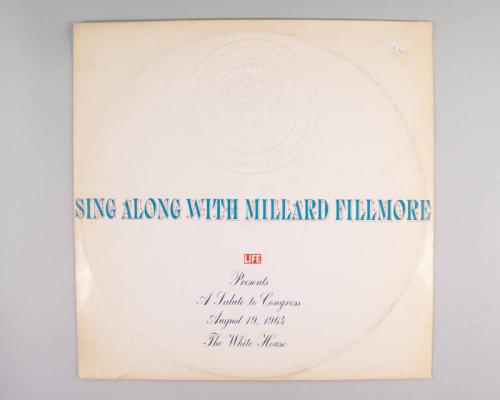 SING ALONG WITH MILLARD FILLMORE
LIFE
Presents
A Salute to Congress
August 19, 1964
The White House